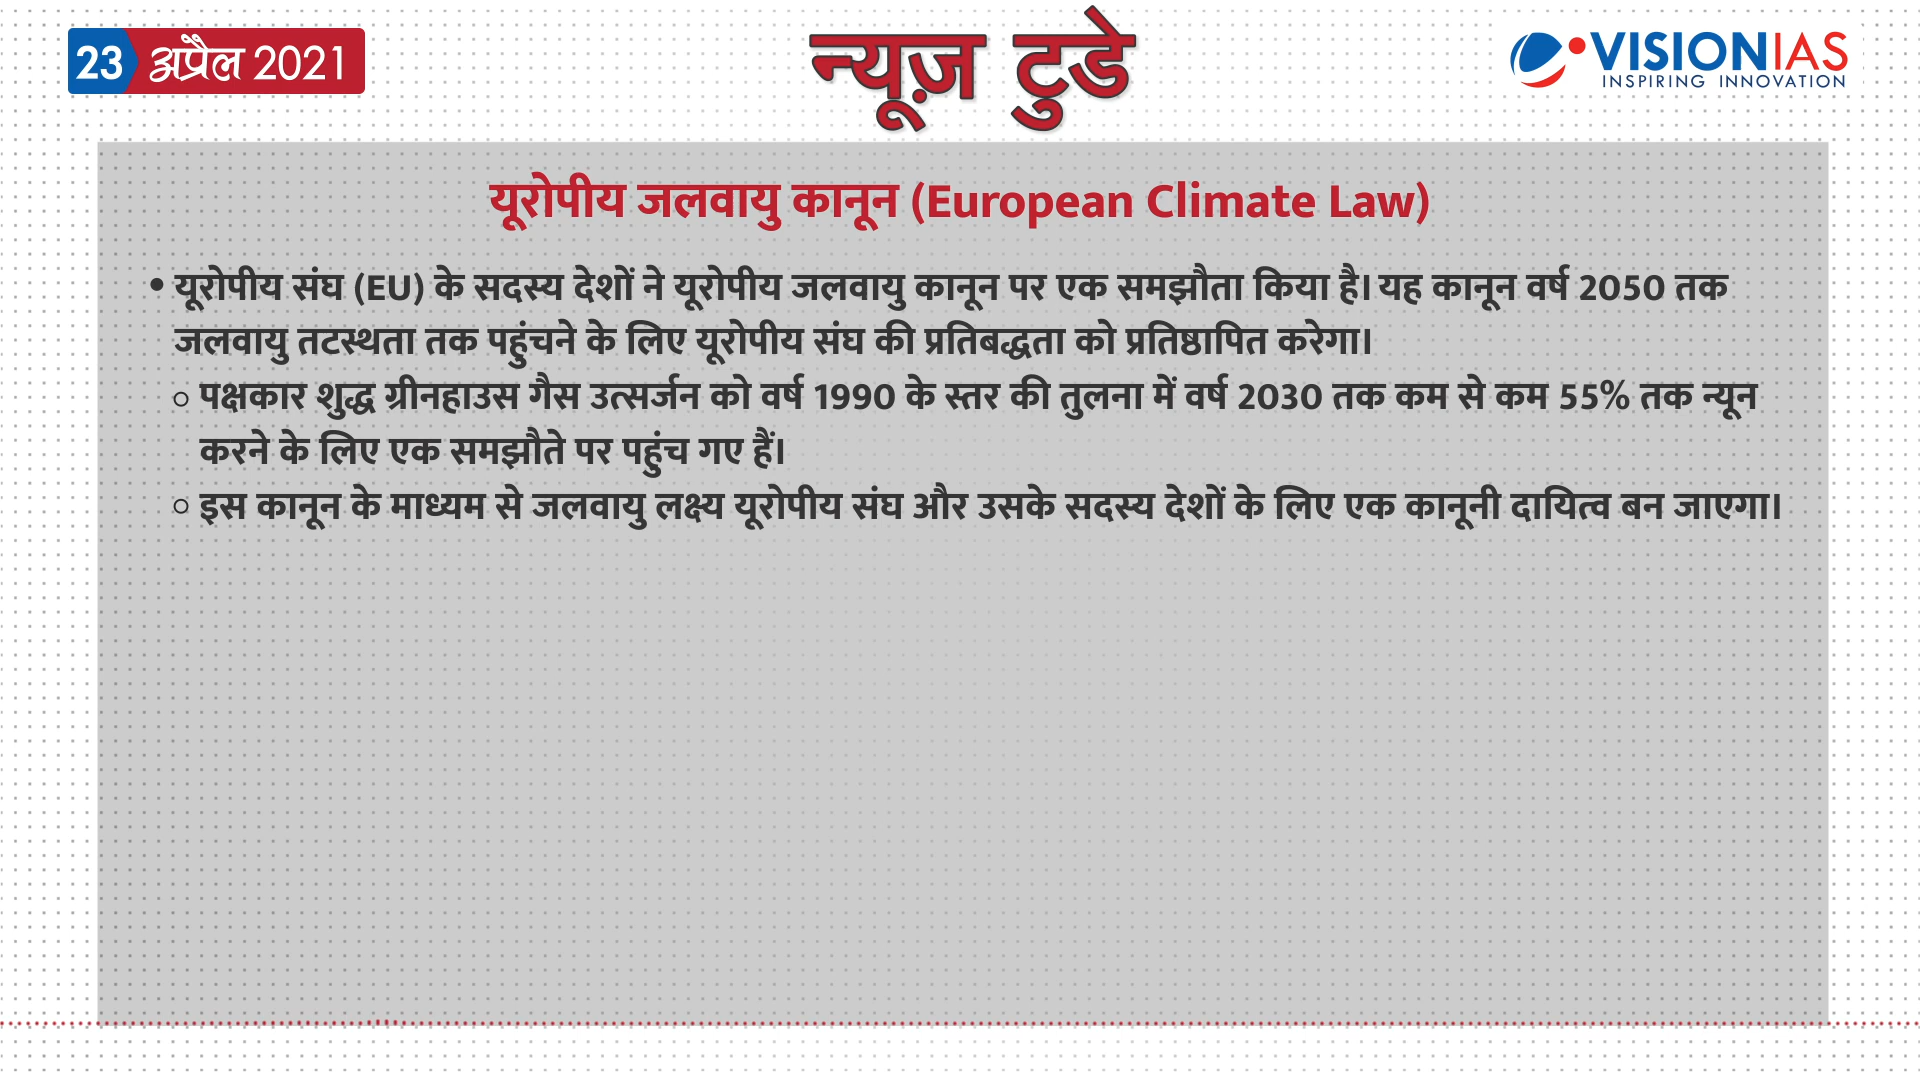 23 अप्रैल 2021
न्यूज़ टुडे
VISIONIAS
INSPIRING INNOVATION
यूरोपीय जलवायु कानून (European Climate Law)
• यूरोपीय संघ (EU) के सदस्य देशों ने यूरोपीय जलवायु कानून पर एक समझौता किया है। यह कानून वर्ष 2050 तक
जलवायु तटस्थता तक पहुंचने के लिए यूरोपीय संघ की प्रतिबद्धता को प्रतिष्ठापित करेगा।
○ पक्षकार शुद्ध ग्रीनहाउस गैस उत्सर्जन को वर्ष 1990 के स्तर की तुलना में वर्ष 2030 तक कम से कम 55% तक न्यून
करने के लिए एक समझौते पर पहुंच गए हैं।
○ इस कानून के माध्यम से जलवायु लक्ष्य यूरोपीय संघ और उसके सदस्य देशों के लिए एक कानूनी दायित्व बन जाएगा।